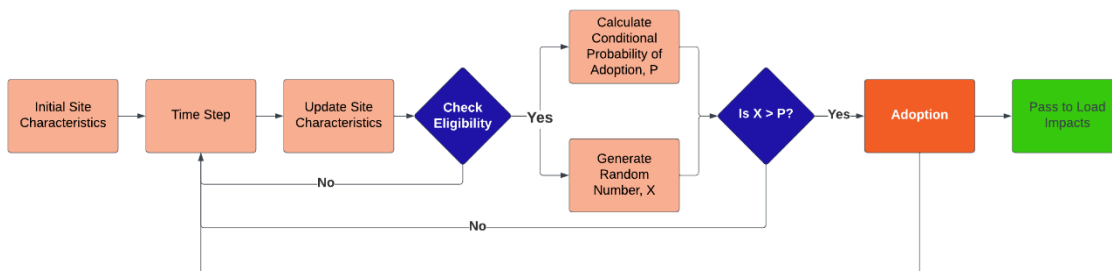 Initial Site
Characteristics
Time Step
Update Site
Characteristics
Check
Eligibility
Yes
Calculate
Conditional
Probability of
Adoption, P
Generate
Random
Number, X
Is X > P?
Yes
Adoption
Pass to Load
Impacts
No
No